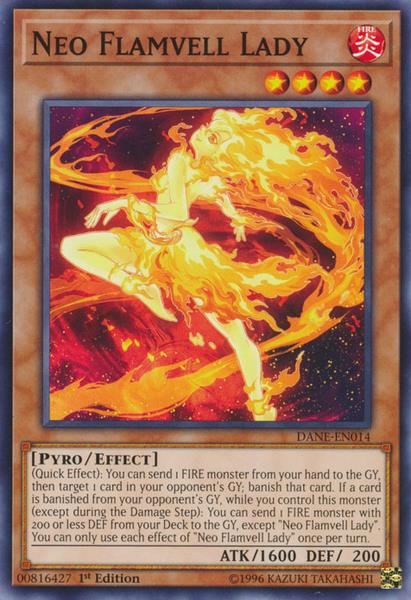 NEO FLAMVELL LADY
FIRE
炎
DANE-EN014
[PYRO/EFFECT]
(Quick Effect): You can send 1 FIRE monster from your hand to the GY,
then target 1 card in your opponent's GY; banish that card. If a card
is banished from your opponent's GY, while you control this monster
(except during the Damage Step): You can send 1 FIRE monster with
200 or less DEF from your Deck to the GY, except "Neo Flamvell Lady".
You can only use each effect of "Neo Flamvell Lady" once per turn.
ATK/1600 DEF/ 200
00816427 1st Edition ©1996 KAZUKI TAKAHASHI